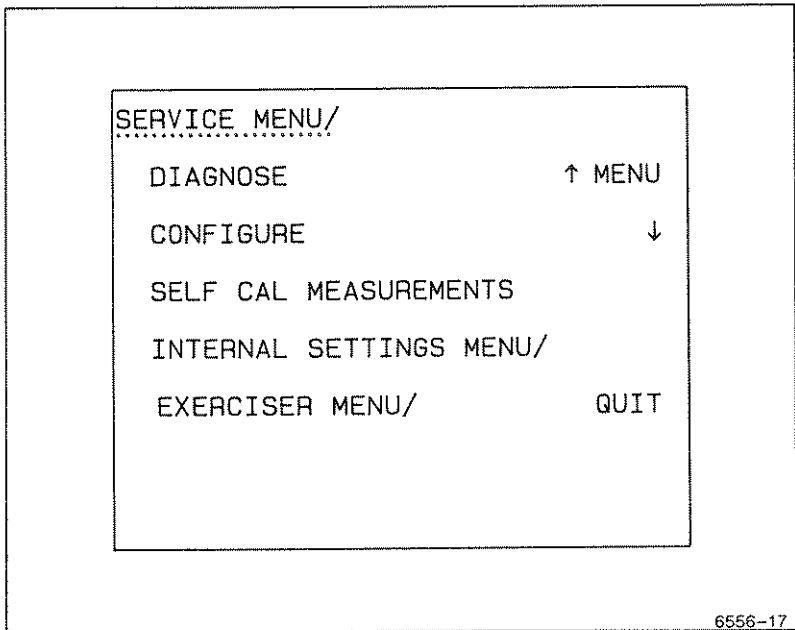 SERVICE MENU/
DIAGNOSE ↑ MENU
CONFIGURE ↓
SELF CAL MEASUREMENTS
INTERNAL SETTINGS MENU/
EXERCISER MENU/ QUIT
6556-17